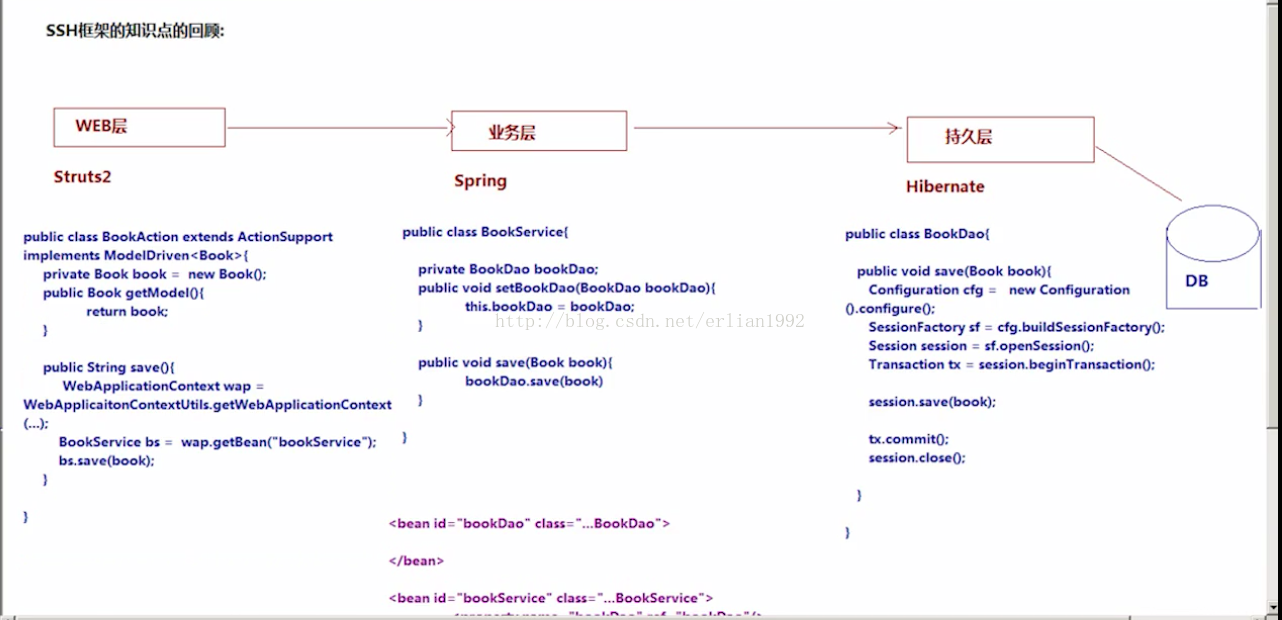 SSH框架的知识点的回顾:
WEB层
业务层
持久层
Struts2
Spring
Hibernate
DB
public class BookAction extends ActionSupport
implements ModelDriven<Book>{
private Book book = new Book();
public Book getModel(){
return book;
}
public String save(){
WebApplicationContext wap =
WebApplicaitonContextUtils.getWebApplicationContext
(...);
BookService bs = wap.getBean("bookService");
bs.save(book);
}
}
public class BookService{
private BookDao bookDao;
public void setBookDao(BookDao bookDao){
this.bookDao = bookDao;
}
public void save(Book book){
bookDao.save(book)
}
}
http://blog.csdn.net/erlian1992
public class BookDao{
public void save(Book book){
Configuration cfg = new Configuration
().configure();
SessionFactory sf = cfg.buildSessionFactory();
Session session = sf.openSession();
Transaction tx = session.beginTransaction();
session.save(book);
tx.commit();
session.close();
}
}
<bean id="bookDao" class="...BookDao">
</bean>
<bean id="bookService" class="...BookService">
<property name="bookDao" ref="bookDao"/>